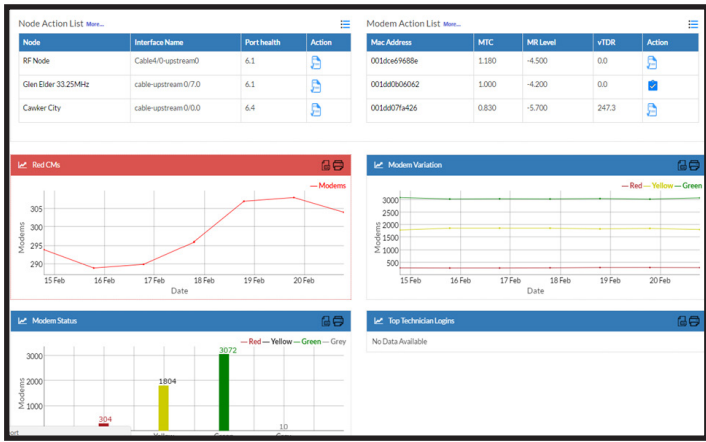 Node Action List More...
Node Interface Name Port health Action
RF Node Cable4/0-upstream0 6.1
Glen Elder 33.25MHz cable-upstream 0/7.0 6.1
Cawker City cable-upstream 0/0.0 6.4
Modem Action List More...
Mac Address MTC MR Level vTDR Action
001dce69688e 1.180 -4.500 0.0
001dd0b06062 1.000 -4.200 0.0
001dd07fa426 0.830 -5.700 247.3
Red CMs
Modems
305
300
295
290
Modems
15 Feb 16 Feb 17 Feb 18 Feb 19 Feb 20 Feb
Date
Modem Variation
Red Yellow Green
3000
2500
2000
1500
1000
500
Modems
15 Feb 16 Feb 17 Feb 18 Feb 19 Feb 20 Feb
Date
Modem Status
Red Yellow Green Grey
3000
2000
1000
Modems
304
1804
3072
10
Top Technician Logins
No Data Available